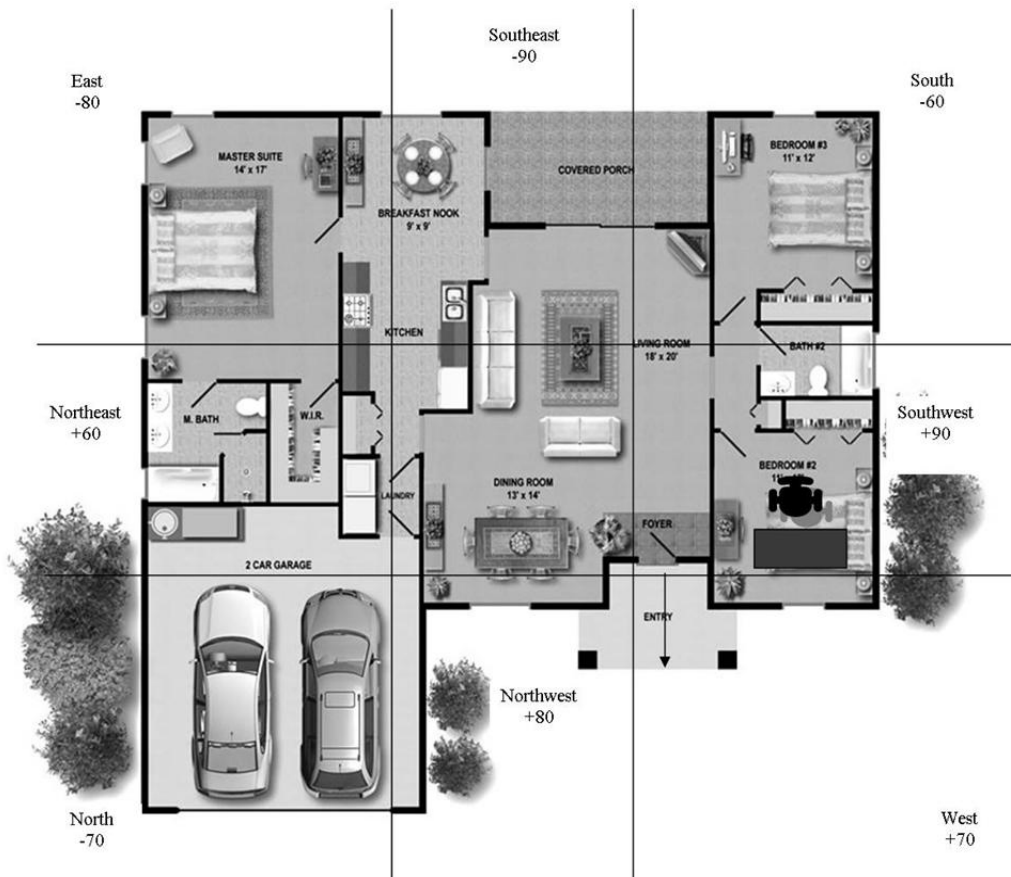 Southeast
-90
East
-80
South
-60
MASTER SUITE
14' x 17'
BEDROOM #3
11' x 12'
COVERED PORCH
BREAKFAST NOOK
9' x 9'
KITCHEN
LIVING ROOM
18' x 20'
BATH #2
Northeast
+60
M. BATH
W.I.R.
Southwest
+90
BEDROOM #2
DINING ROOM
13' x 14'
LAUNDRY
FOYER
2 CAR GARAGE
ENTRY
Northwest
+80
North
-70
West
+70